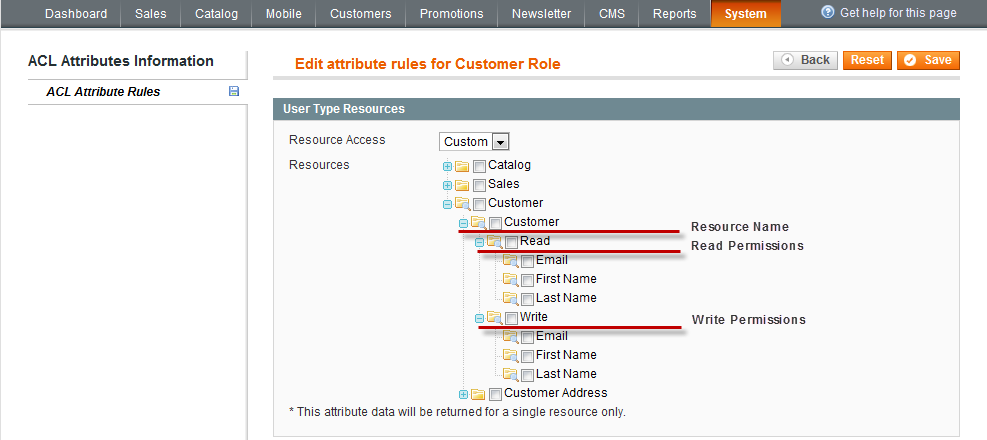 Dashboard Sales Catalog Mobile Customers Promotions Newsletter CMS Reports System Get help for this page
ACL Attributes Information
ACL Attribute Rules
Edit attribute rules for Customer Role
Back Reset Save
User Type Resources
Resource Access Custom
Resources Catalog
Sales
Customer
Customer
Resource Name
Read
Read Permissions
Email
First Name
Last Name
Write
Write Permissions
Email
First Name
Last Name
Customer Address
* This attribute data will be returned for a single resource only.